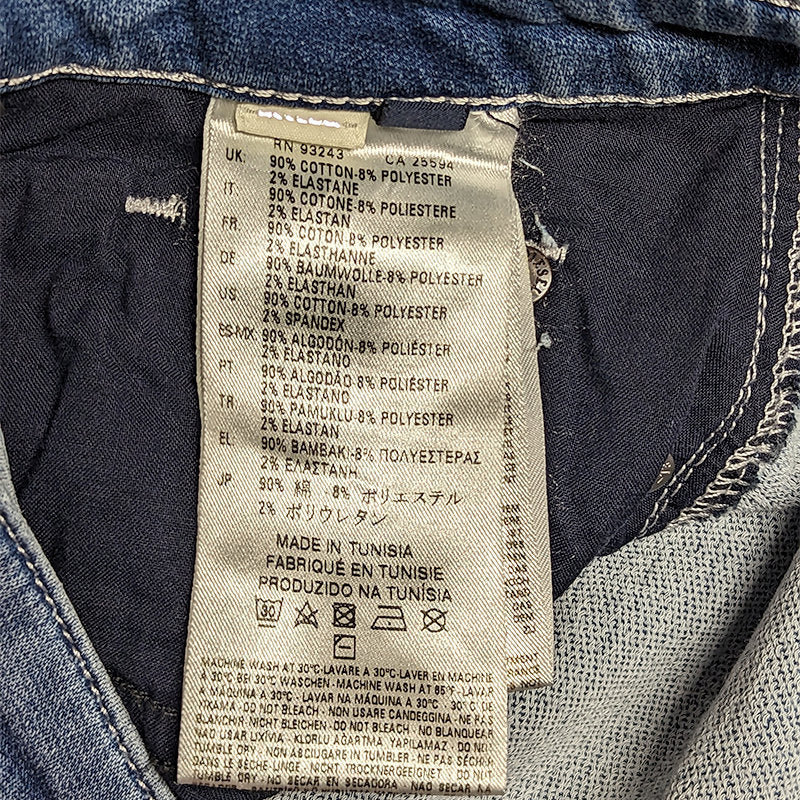 RN 93243 CA 25594
UK: 90% COTTON-8% POLYESTER
2% ELASTANE
IT: 90% COTONE-8% POLIESTERE
2% ELASTAN
FR: 90% COTON-8% POLYESTER
2% ELASTHANNE
DE: 90% BAUMWOLLE-8% POLYESTER
2% ELASTHAN
US: 90% COTTON-8% POLYESTER
2% SPANDEX
ES-MX: 90% ALGODÓN-8% POLIÉSTER
2% ELASTANO
PT 90% ALGODÃO-8% POLIÉSTER
2% ELASTANO
TR: 90% PAMUKLU-8% POLYESTER
2% ELASTAN
EL: 90% ΒΑΜΒΑΚΙ-8% ΠΟΛΥΕΣΤΕΡΑΣ
2% ΕΛΑΣΤΑΝΗ
JP 90% 綿 -8% ポリエステル
2% ポリウレタン
MADE IN TUNISIA
FABRIQUÉ EN TUNISIE
PRODUZIDO NA TUNÍSIA
30
MACHINE WASH AT 30°C-LAVARE A 30°C-LAVER EN MACHINE
A 30°C BEI 30°C WASCHEN - MACHINE WASH AT 85°F - LAVAR
A MÁQUINA A 30°C - LAVAR NA MÁQUINA A 30°C - 30°C DE
YIKAMA - DO NOT BLEACH - NON USARE CANDEGGINA - NE PAS
BLANCHIR - NICHT BLEICHEN - DO NOT BLEACH - NO USAR
NÃO USAR LIXÍVIA - KLORLU AĞARTMA YAPILAMAZ - DO NOT
TUMBLE DRY - NON ASCIUGARE IN TUMBLER - NE PAS SÉCHER
DANS LE SÈCHE-LINGE - NICHT TROCKNERGEEIGNET - DO NOT
TUMBLE DRY - NO SECAR EN SECADORA - NÃO